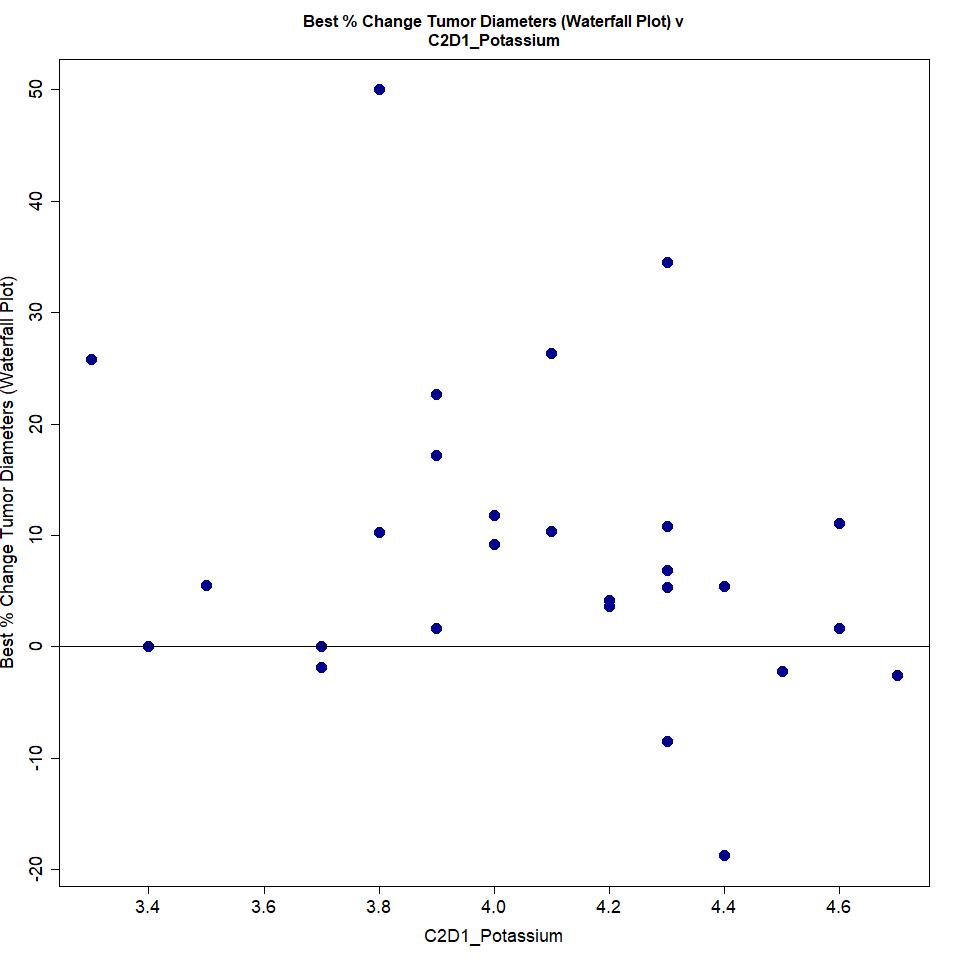 Best % Change Tumor Diameters (Waterfall Plot) v
C2D1_Potassium
50
40
30
20
10
0
-10
-20
Best % Change Tumor Diameters (Waterfall Plot)
3.4 3.6 3.8 4.0 4.2 4.4 4.6
C2D1_Potassium